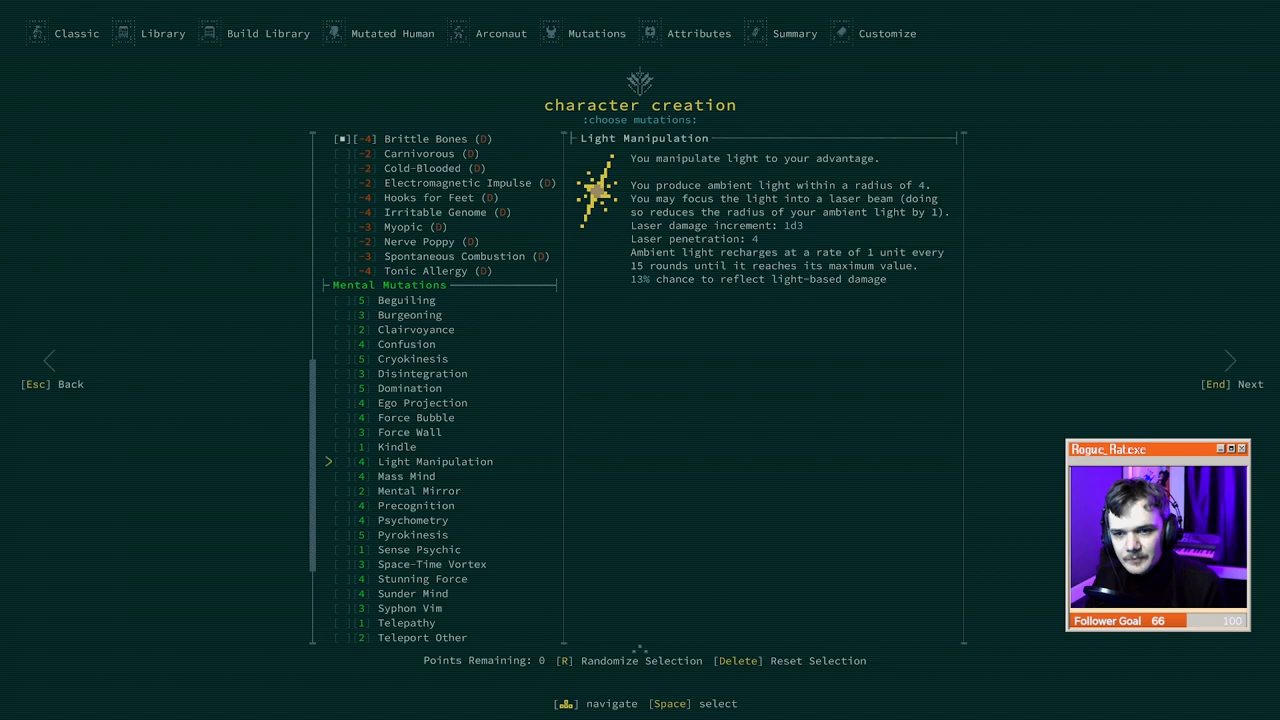 Classic Library Build Library Mutated Human Arconaut Mutations Attributes Summary Customize
character creation
:choose mutations:
[■][-4] Brittle Bones (D)
[ ][-2] Carnivorous (D)
[ ][-2] Cold-Blooded (D)
[ ][-2] Electromagnetic Impulse (D)
[ ][-4] Hooks for Feet (D)
[ ][-4] Irritable Genome (D)
[ ][-3] Myopic (D)
[ ][-2] Nerve Poppy (D)
[ ][-3] Spontaneous Combustion (D)
[ ][-4] Tonic Allergy (D)
Mental Mutations
[ ][5] Beguiling
[ ][3] Burgeoning
[ ][2] Clairvoyance
[ ][4] Confusion
[ ][5] Cryokinesis
[ ][3] Disintegration
[ ][5] Domination
[ ][4] Ego Projection
[ ][4] Force Bubble
[ ][3] Force Wall
[ ][1] Kindle
> [ ][4] Light Manipulation
[ ][4] Mass Mind
[ ][2] Mental Mirror
[ ][4] Precognition
[ ][4] Psychometry
[ ][5] Pyrokinesis
[ ][1] Sense Psychic
[ ][3] Space-Time Vortex
[ ][4] Stunning Force
[ ][4] Sunder Mind
[ ][3] Syphon Vim
[ ][1] Telepathy
[ ][2] Teleport Other
Light Manipulation
You manipulate light to your advantage.
You produce ambient light within a radius of 4.
You may focus the light into a laser beam (doing
so reduces the radius of your ambient light by 1).
Laser damage increment: 1d3
Laser penetration: 4
Ambient light recharges at a rate of 1 unit every
15 rounds until it reaches its maximum value.
13% chance to reflect light-based damage
[Esc] Back
[End] Next
Rogue_Rat.exe
Follower Goal 66 100
Points Remaining: 0 [R] Randomize Selection [Delete] Reset Selection
navigate [Space] select